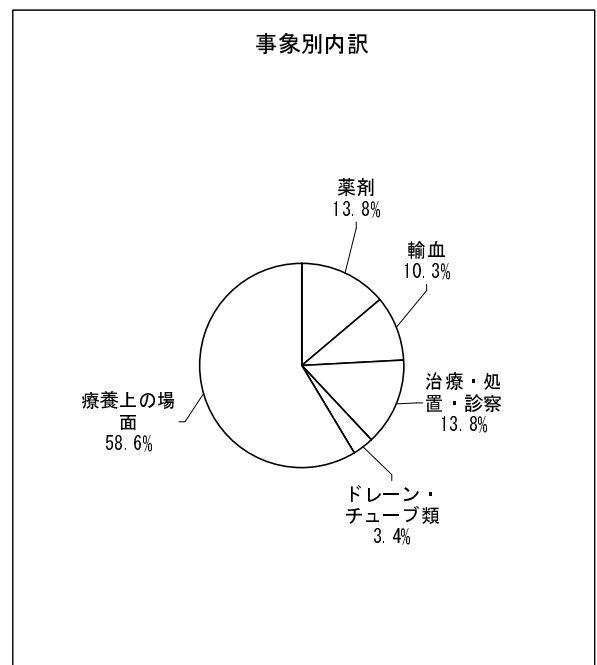 事象別内訳
薬剤
13.8%
輸血
10.3%
治療・処
置・診察
13.8%
ドレーン・
チューブ類
3.4%
療養上の場
面
58.6%